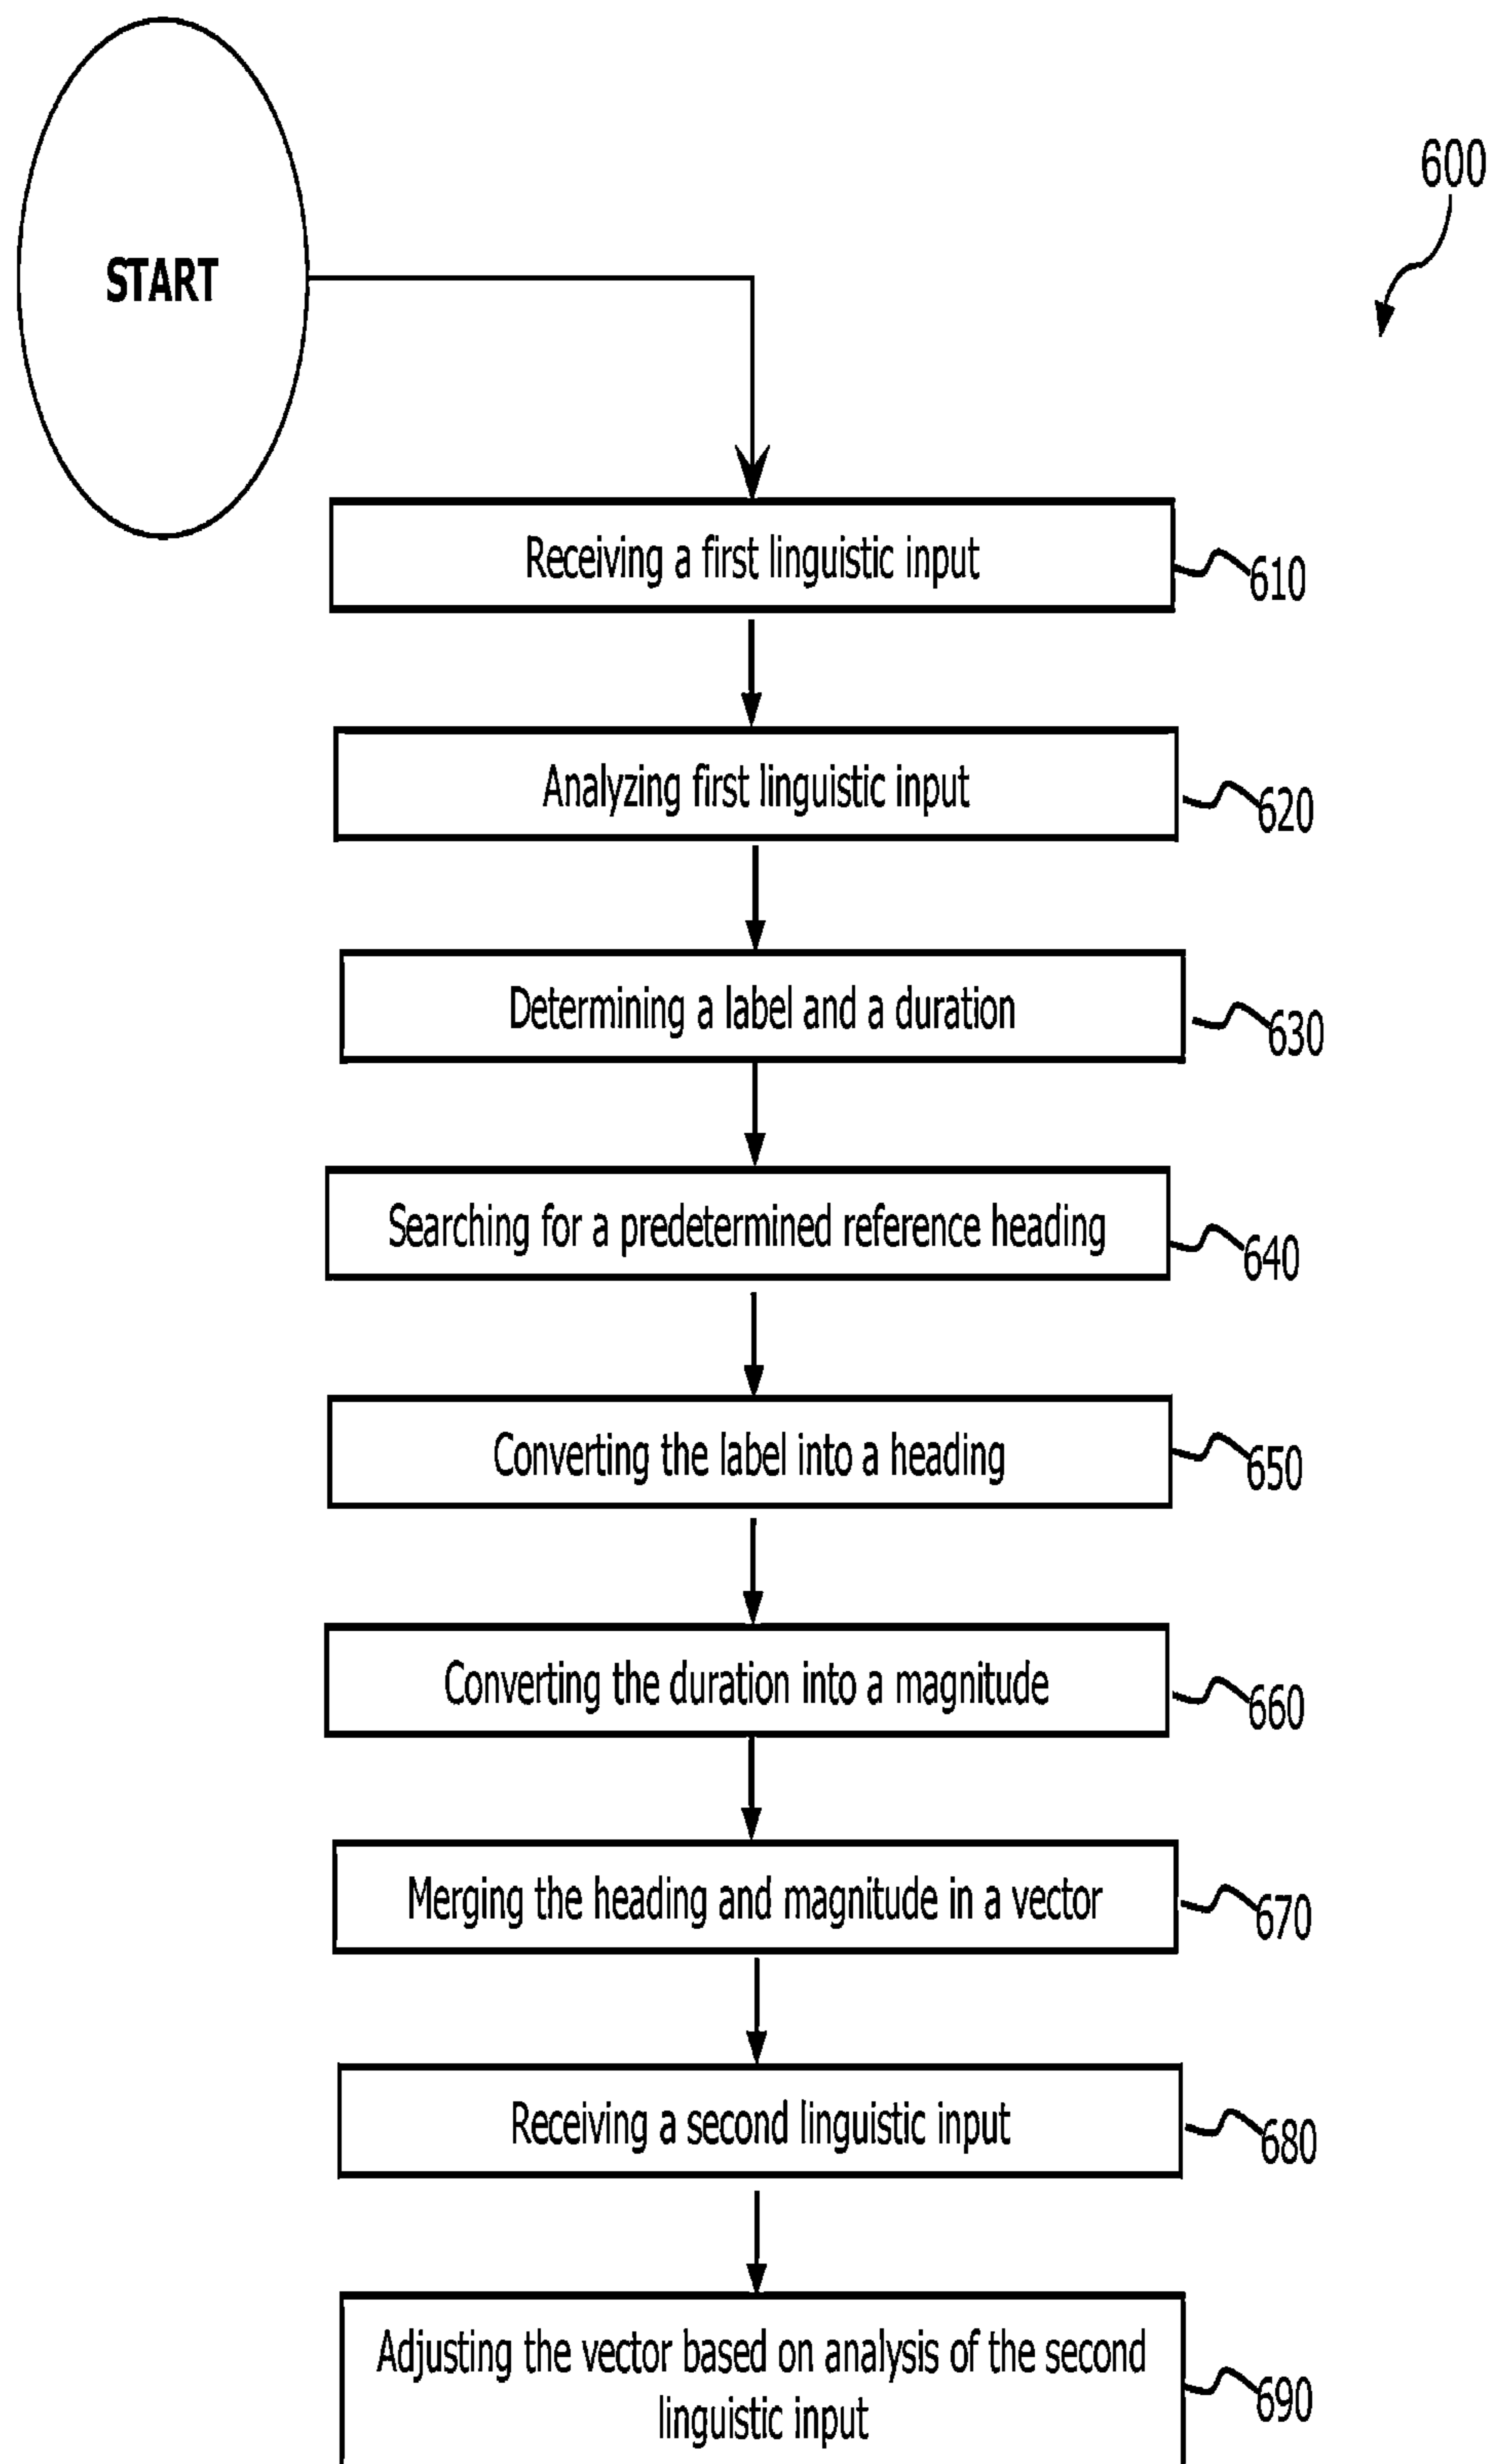 600
START
Receiving a first linguistic input
610
Analyzing first linguistic input
620
Determining a label and a duration
630
Searching for a predetermined reference heading
640
Converting the label into a heading
650
Converting the duration into a magnitude
660
Merging the heading and magnitude in a vector
670
Receiving a second linguistic input
680
Adjusting the vector based on analysis of the second
linguistic input
690